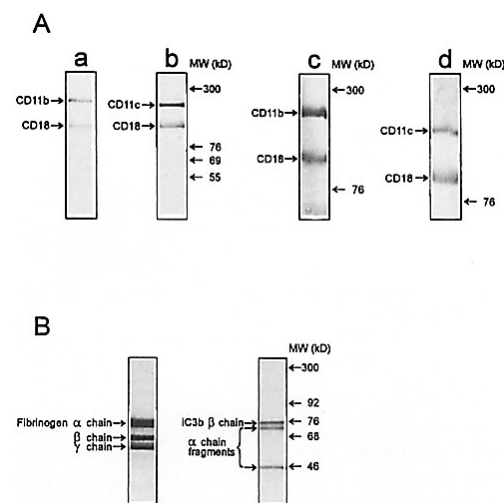 A
a
b
MW (kD)
c
MW (kD)
d
MW (kD)
CD11b
CD18
CD11c
CD18
300
76
69
55
CD11b
CD18
300
76
CD11c
CD18
300
76
B
MW (kD)
Fibrinogen α chain
β chain
γ chain
iC3b β chain
α chain
fragments
300
92
76
68
46